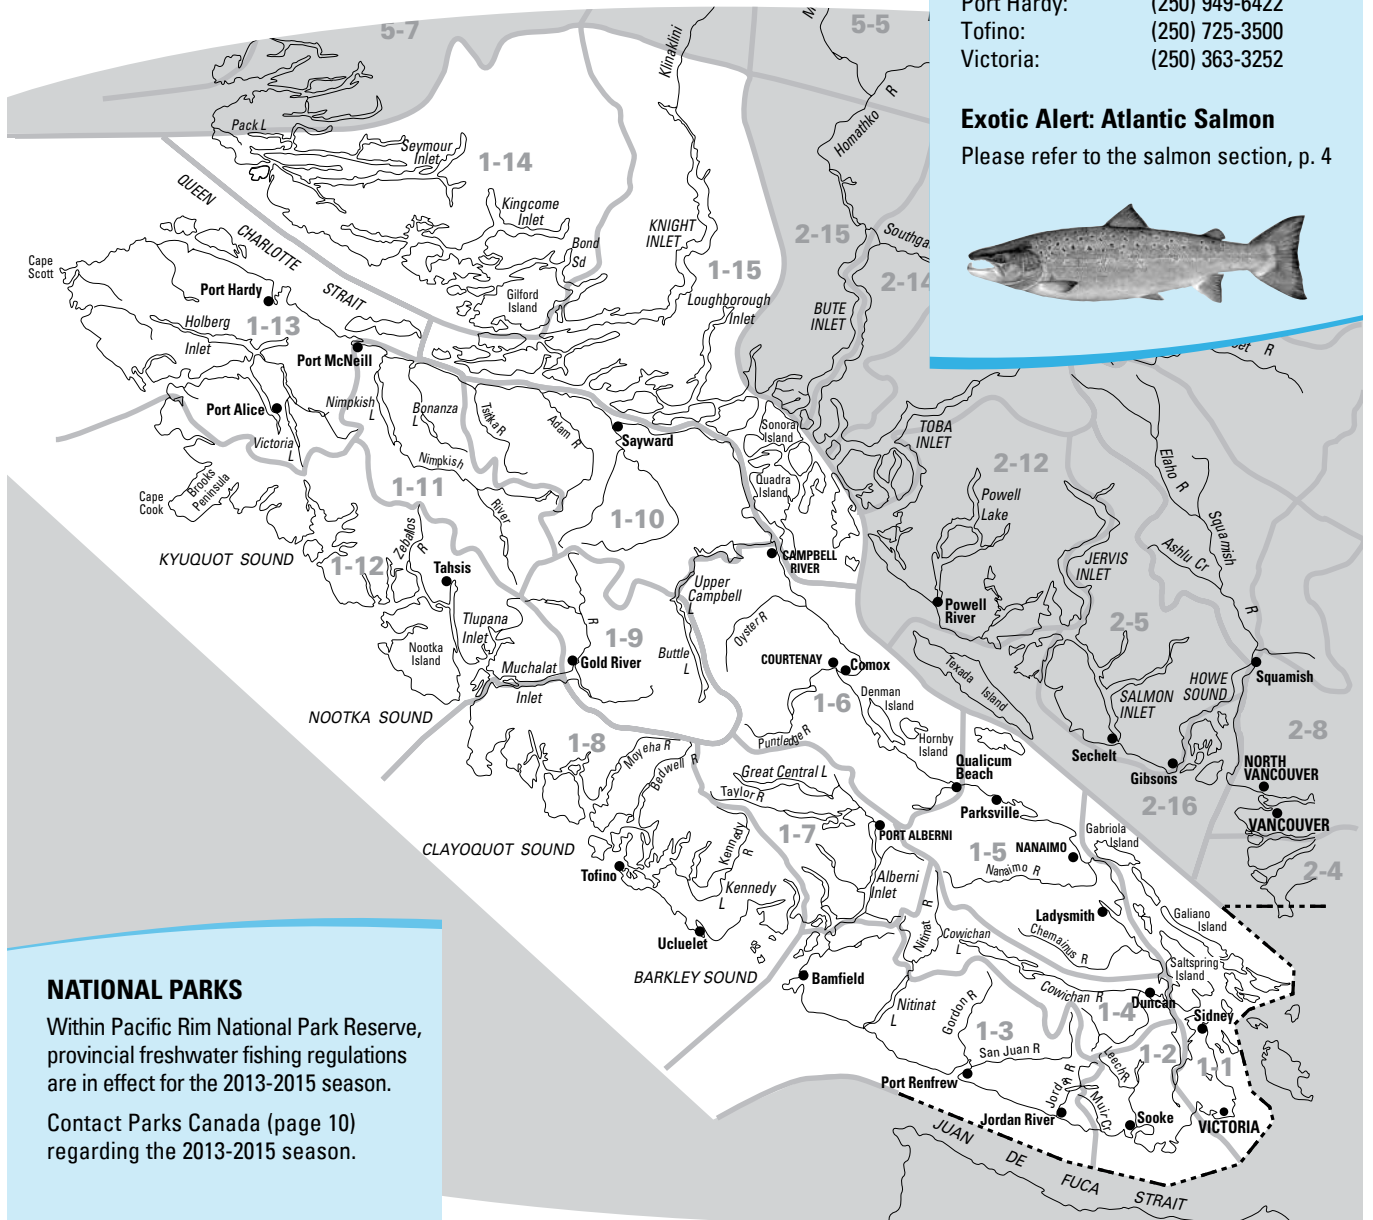 5-7
5-5
Port Hardy: (250) 949-6422
Tofino: (250) 725-3500
Victoria: (250) 363-3252
Exotic Alert: Atlantic Salmon
Please refer to the salmon section, p. 4
Klinaklini
Homathko
R
Pack L
Seymour
Inlet
1-14
Kingcome
Inlet
Bond
Sd
Gilford
Island
KNIGHT
INLET
1-15
Loughborough
Inlet
2-15
2-14
BUTE
INLET
QUEEN
CHARLOTTE
STRAIT
Cape
Scott
Port Hardy
Holberg
Inlet
1-13
Port McNeill
Port Alice
Victoria
L
Nimpkish
L
Bonanza
L
Tsitka R
Adam R
Sayward
Nimpkish
River
1-11
1-10
Sonora
Island
Quadra
Island
TOBA
INLET
2-12
Powell
Lake
Elaho R
Squamish
R
Ashlu Cr
JERVIS
INLET
Brooks
Peninsula
Cape
Cook
KYUQUOT SOUND
1-12
Zeballos
R
Tahsis
CAMPBELL
RIVER
Upper
Campbell
L
Powell
River
2-5
Tlupana
Inlet
Nootka
Island
Muchalat
Inlet
R
Gold River
1-9
Buttle
L
Oyster R
COURTENAY
Comox
Texada
Island
HOWE
SOUND
Squamish
SALMON
INLET
NOOTKA SOUND
1-6
Denman
Island
Hornby
Island
Puntledge R
1-8
Moyeha R
Bedwell R
Great Central L
Taylor R
Qualicum
Beach
Parksville
Sechelt
Gibsons
2-8
NORTH
VANCOUVER
2-16
VANCOUVER
2-4
CLAYOQUOT SOUND
Tofino
Kennedy
R
Kennedy
L
1-7
PORT ALBERNI
Alberni
Inlet
1-5
NANAIMO
Nanaimo R
Gabriola
Island
Ladysmith
Galiano
Island
Ucluelet
BARKLEY SOUND
Bamfield
Nitinat
R
Cowichan
L
Chemainus R
Saltspring
Island
Nitinat
L
Gordon R
Cowichan R
Duncan
1-4
Sidney
1-3
San Juan R
1-2
1-1
Leech R
Port Renfrew
Jordan R
Muir Cr
Jordan River
Sooke
VICTORIA
JUAN
DE
FUCA
STRAIT
NATIONAL PARKS
Within Pacific Rim National Park Reserve,
provincial freshwater fishing regulations
are in effect for the 2013-2015 season.
Contact Parks Canada (page 10)
regarding the 2013-2015 season.